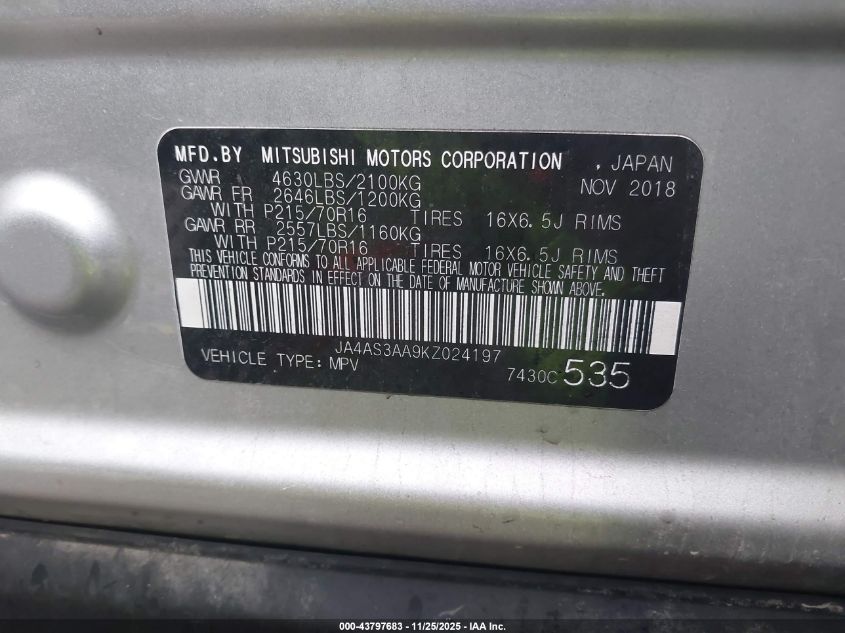 MFD.BY MITSUBISHI MOTORS CORPORATION , JAPAN
GVWR 4630LBS/2100KG NOV 2018
GAWR FR 2646LBS/1200KG
WITH P215/70R16 TIRES 16X6.5J RIMS
GAWR RR 2557LBS/1160KG
WITH P215/70R16 TIRES 16X6.5J RIMS
THIS VEHICLE CONFORMS TO ALL APPLICABLE FEDERAL MOTOR VEHICLE SAFETY AND THEFT
PREVENTION STANDARDS IN EFFECT ON THE DATE OF MANUFACTURE SHOWN ABOVE.
JA4AS3AA9KZ024197
VEHICLE TYPE: MPV 7430C 535
000-43797683 - 11/25/2025 - IAA Inc.